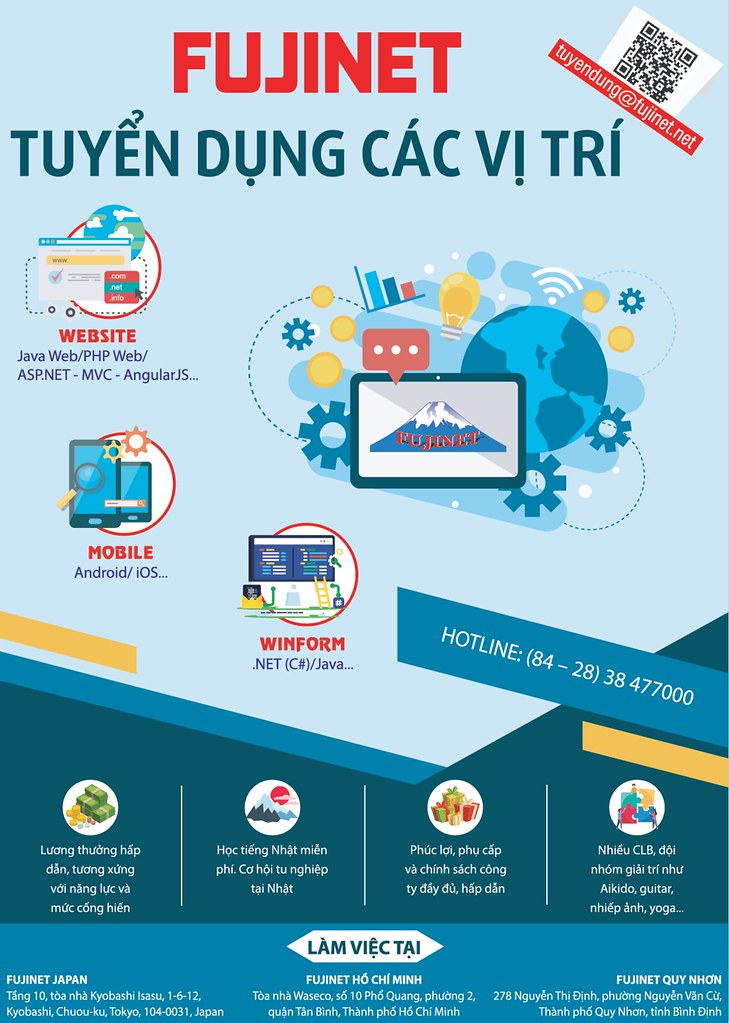 FUJINET
tuyendung@fujinet.net
TUYỂN DỤNG CÁC VỊ TRÍ
www.
.com
.net
.info
WEBSITE
Java Web/PHP Web/
ASP.NET - MVC - AngularJS...
FUJINET
MOBILE
Android/ iOS...
WINFORM
.NET (C#)/Java...
HOTLINE: (84 – 28) 38 477000
Lương thưởng hấp
dẫn, tương xứng
với năng lực và
mức cống hiến
Học tiếng Nhật miễn
phí. Cơ hội tu nghiệp
tại Nhật
Phúc lợi, phụ cấp
và chính sách công
ty đầy đủ, hấp dẫn
Nhiều CLB, đội
nhóm giải trí như
Aikido, guitar,
nhiếp ảnh, yoga...
LÀM VIỆC TẠI
FUJINET JAPAN
Tầng 10, tòa nhà Kyobashi Isasu, 1-6-12,
Kyobashi, Chuou-ku, Tokyo, 104-0031, Japan
FUJINET HỒ CHÍ MINH
Tòa nhà Waseco, số 10 Phổ Quang, phường 2,
quận Tân Bình, Thành phố Hồ Chí Minh
FUJINET QUY NHƠN
278 Nguyễn Thị Định, phường Nguyễn Văn Cừ,
Thành phố Quy Nhơn, tỉnh Bình Định